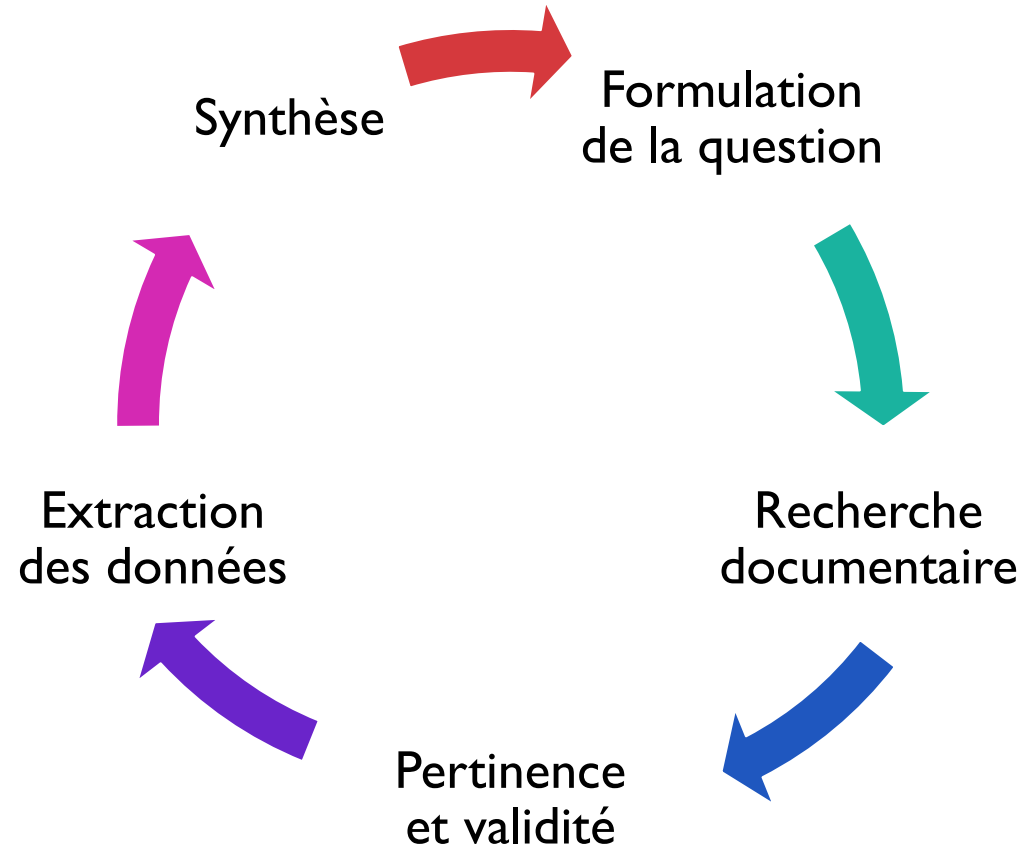 Synthèse
Formulation
de la question
Recherche
documentaire
Pertinence
et validité
Extraction
des données